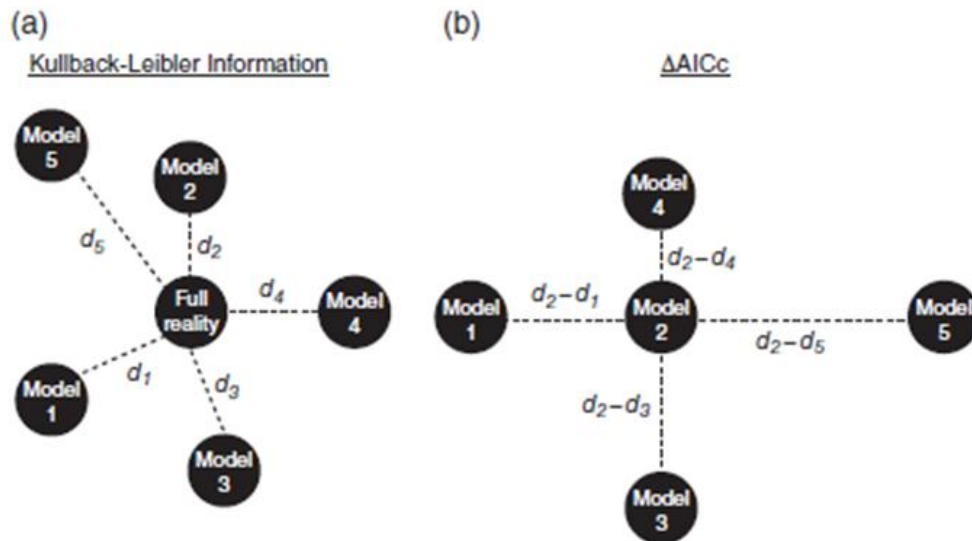 (a)
Kullback-Leibler Information
Model
5
Model
2
d5
d2
Full
reality
d4
Model
4
d1
Model
1
d3
Model
3
(b)
ΔAICc
Model
4
d2–d4
Model
1
d2–d1
Model
2
d2–d5
Model
5
d2–d3
Model
3